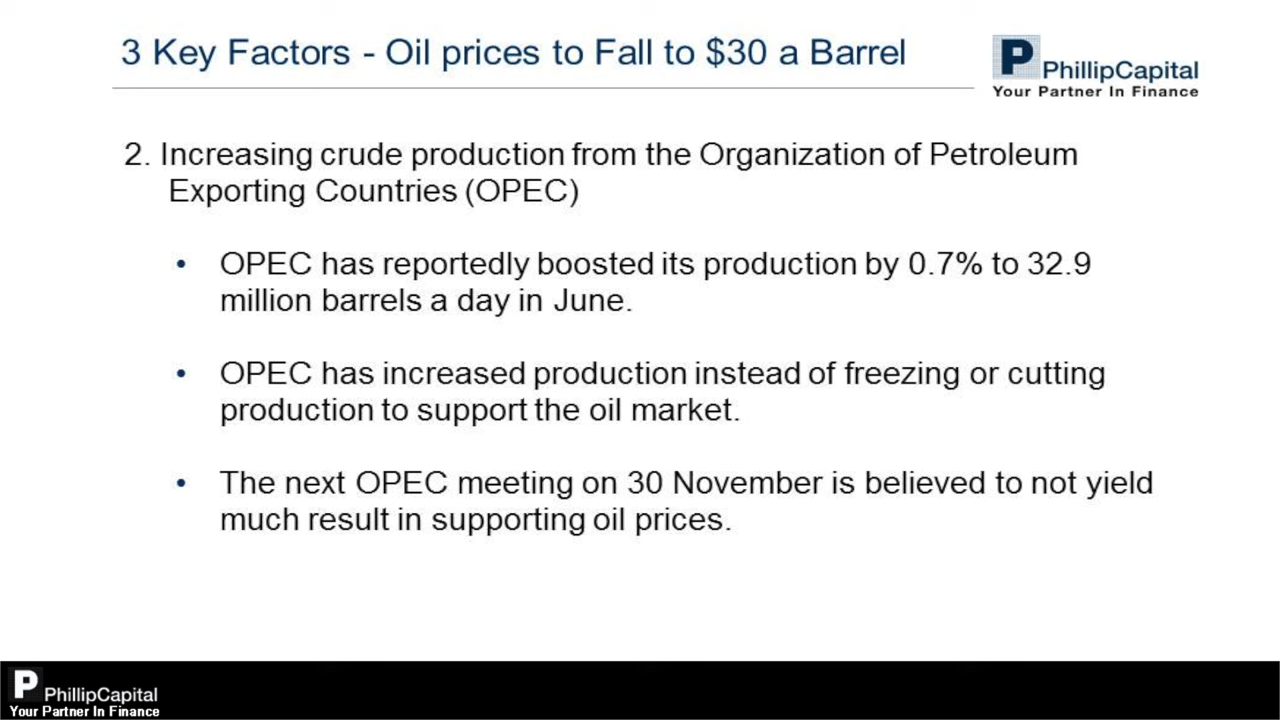 3 Key Factors - Oil prices to Fall to $30 a Barrel
P PhillipCapital
Your Partner In Finance
2. Increasing crude production from the Organization of Petroleum
Exporting Countries (OPEC)
• OPEC has reportedly boosted its production by 0.7% to 32.9
million barrels a day in June.
• OPEC has increased production instead of freezing or cutting
production to support the oil market.
• The next OPEC meeting on 30 November is believed to not yield
much result in supporting oil prices.
P PhillipCapital
Your Partner In Finance